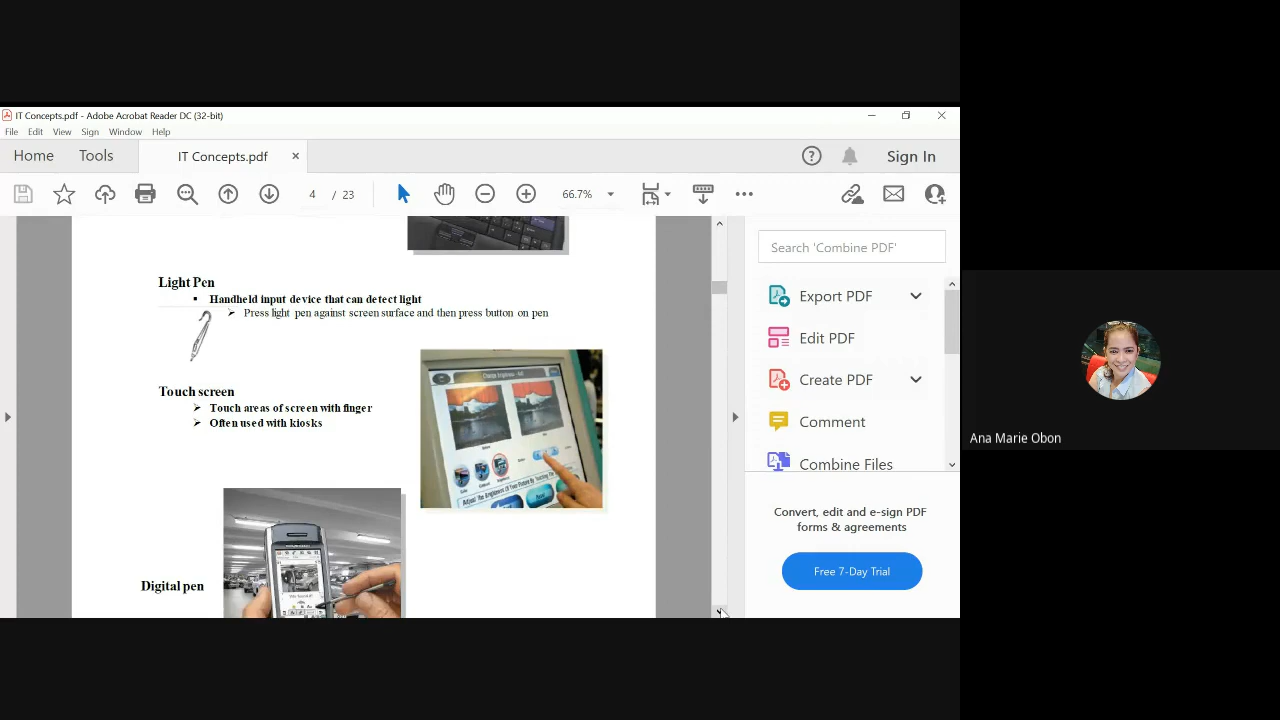 IT Concepts.pdf - Adobe Acrobat Reader DC (32-bit)
File Edit View Sign Window Help
Home Tools IT Concepts.pdf × Sign In
4 / 23 66.7%
Light Pen
▪ Handheld input device that can detect light
➢ Press light pen against screen surface and then press button on pen
Touch screen
➢ Touch areas of screen with finger
➢ Often used with kiosks
Digital pen
Search 'Combine PDF'
Export PDF
Edit PDF
Create PDF
Comment
Combine Files
Convert, edit and e-sign PDF
forms & agreements
Free 7-Day Trial
Ana Marie Obon